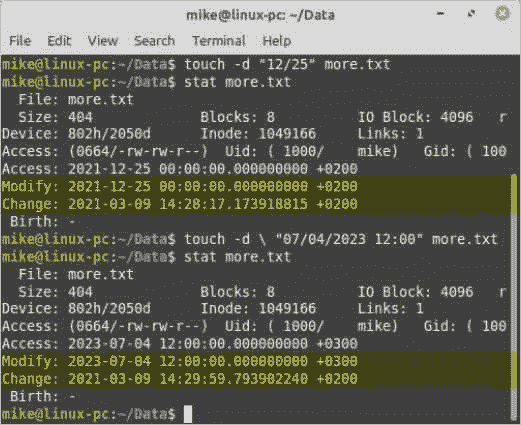 mike@linux-pc: ~/Data
File Edit View Search Terminal Help
mike@linux-pc:~/Data$ touch -d "12/25" more.txt
mike@linux-pc:~/Data$ stat more.txt
  File: more.txt
  Size: 404             Blocks: 8          IO Block: 4096   r
Device: 802h/2050d      Inode: 1049166     Links: 1
Access: (0664/-rw-rw-r--)  Uid: ( 1000/    mike)   Gid: ( 100
Access: 2021-12-25 00:00:00.000000000 +0200
Modify: 2021-12-25 00:00:00.000000000 +0200
Change: 2021-03-09 14:28:17.173918815 +0200
 Birth: -
mike@linux-pc:~/Data$ touch -d \ "07/04/2023 12:00" more.txt
mike@linux-pc:~/Data$ stat more.txt
  File: more.txt
  Size: 404             Blocks: 8          IO Block: 4096   r
Device: 802h/2050d      Inode: 1049166     Links: 1
Access: (0664/-rw-rw-r--)  Uid: ( 1000/    mike)   Gid: ( 100
Access: 2023-07-04 12:00:00.000000000 +0300
Modify: 2023-07-04 12:00:00.000000000 +0300
Change: 2021-03-09 14:29:59.793902240 +0200
 Birth: -
mike@linux-pc:~/Data$